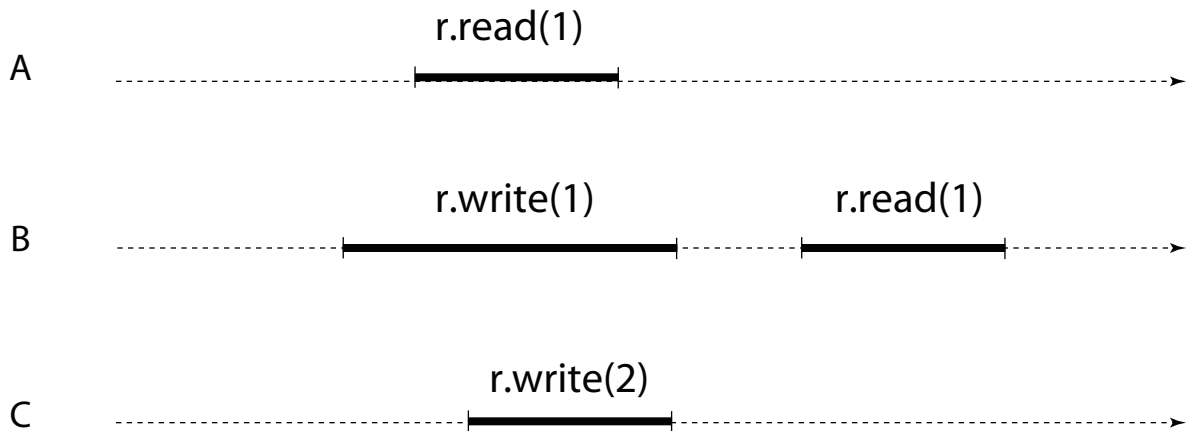 r.read(1)
A
r.write(1) r.read(1)
B
r.write(2)
C